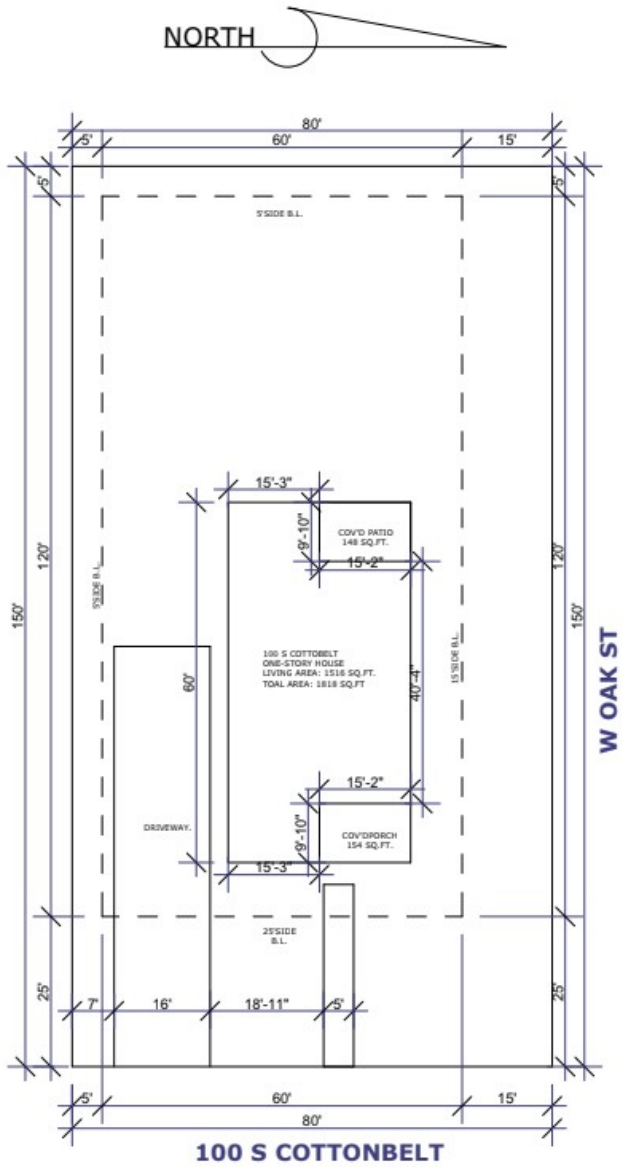 NORTH
80'
5'
60'
15'
5'
5'
5'SIDE B.L.
15'-3"
9'-10"
COV'D PATIO
148 SQ.FT.
15'-2"
120'
120'
5'SIDE B.L.
150'
150'
15'SIDE B.L.
W OAK ST
100 S COTTOBELT
ONE-STORY HOUSE
LIVING AREA: 1516 SQ.FT.
TOAL AREA: 1818 SQ.FT
60'
40'-4"
15'-2"
9'-10"
DRIVEWAY.
COV'DPORCH
154 SQ.FT.
15'-3"
25'SIDE
B.L.
25'
25'
7'
16'
18'-11"
5'
5'
60'
15'
80'
100 S COTTONBELT